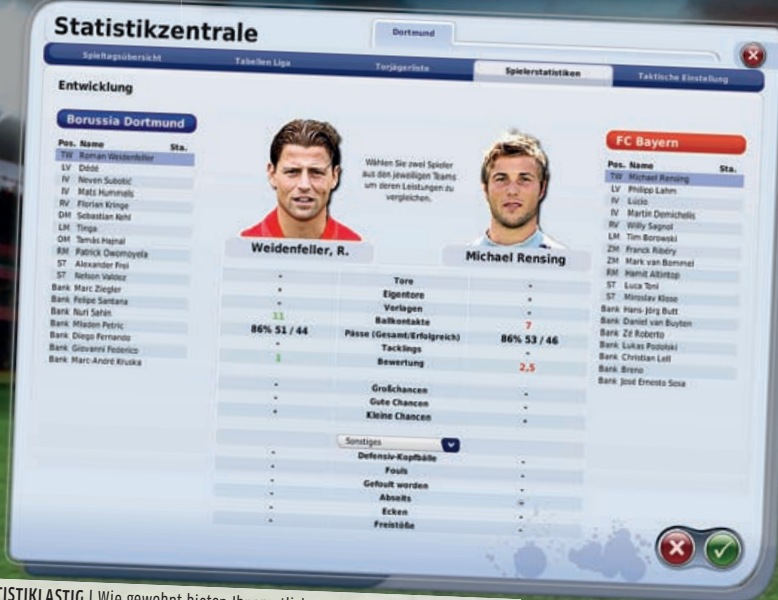 Statistikzentrale
Dortmund
Spieltagsübersicht
Tabellen Liga
Torjägerliste
Spielerstatistiken
Taktische Einstellung
Entwicklung
Borussia Dortmund
Pos. Name Sta.
TW Roman Weidenfeller
LV Dédé
IV Neven Subotic
IV Mats Hummels
RV Florian Kringe
DM Sebastian Kehl
LM Tinga
OM Tamás Hajnal
RM Patrick Owomoyela
ST Alexander Frei
ST Nelson Valdez
Bank Marc Ziegler
Bank Felipe Santana
Bank Nuri Sahin
Bank Mladen Petric
Bank Diego Fernando
Bank Giovanni Federico
Bank Marc-André Kruska
Wählen Sie zwei Spieler
aus den jeweiligen Teams
um deren Leistungen zu
vergleichen.
Weidenfeller, R.
Michael Rensing
- Tore -
- Eigentore -
- Vorlagen -
11 Ballkontakte 7
86% 51 / 44 Pässe (Gesamt/Erfolgreich) 86% 53 / 46
- Tacklings -
1 Bewertung 2,5
- Großchancen -
- Gute Chancen -
- Kleine Chancen -
Sonstiges
- Defensiv-Kopfbälle -
- Fouls -
- Gefoult worden -
- Abseits -
- Ecken -
- Freistöße -
FC Bayern
Pos. Name Sta.
TW Michael Rensing
LV Philipp Lahm
IV Lúcio
IV Martin Demichelis
RV Willy Sagnol
LM Tim Borowski
ZM Franck Ribéry
ZM Mark van Bommel
RM Hamit Altintop
ST Luca Toni
ST Miroslav Klose
Bank Hans-Jörg Butt
Bank Daniel van Buyten
Bank Zé Roberto
Bank Lukas Podolski
Bank Christian Lell
Bank Breno
Bank José Ernesto Sosa
TISTIKLASTIG | Wie gewohnt bieten Ihnen